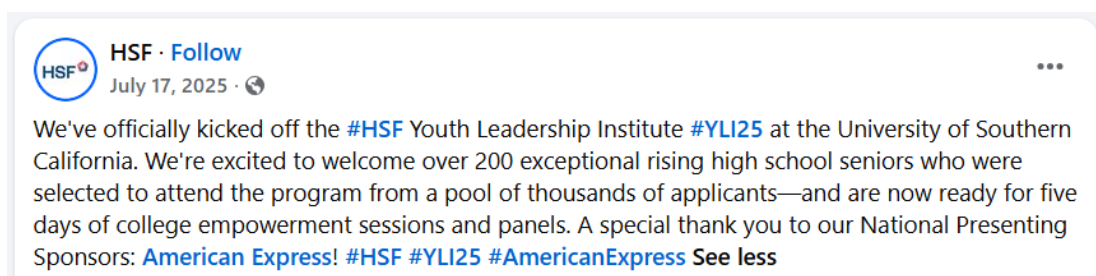 HSF
HSF · Follow
July 17, 2025 ·
We've officially kicked off the #HSF Youth Leadership Institute #YLI25 at the University of Southern
California. We're excited to welcome over 200 exceptional rising high school seniors who were
selected to attend the program from a pool of thousands of applicants—and are now ready for five
days of college empowerment sessions and panels. A special thank you to our National Presenting
Sponsors: American Express! #HSF #YLI25 #AmericanExpress See less